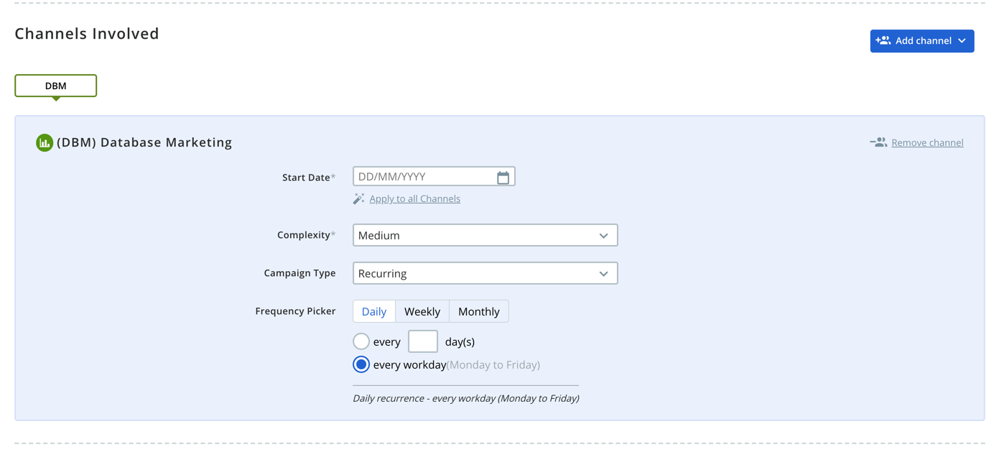 Channels Involved
Add channel
DBM
(DBM) Database Marketing
Remove channel
Start Date*
DD/MM/YYYY
Apply to all Channels
Complexity*
Medium
Campaign Type
Recurring
Frequency Picker
Daily Weekly Monthly
every day(s)
every workday(Monday to Friday)
Daily recurrence - every workday (Monday to Friday)